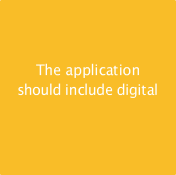 The application
should include digital